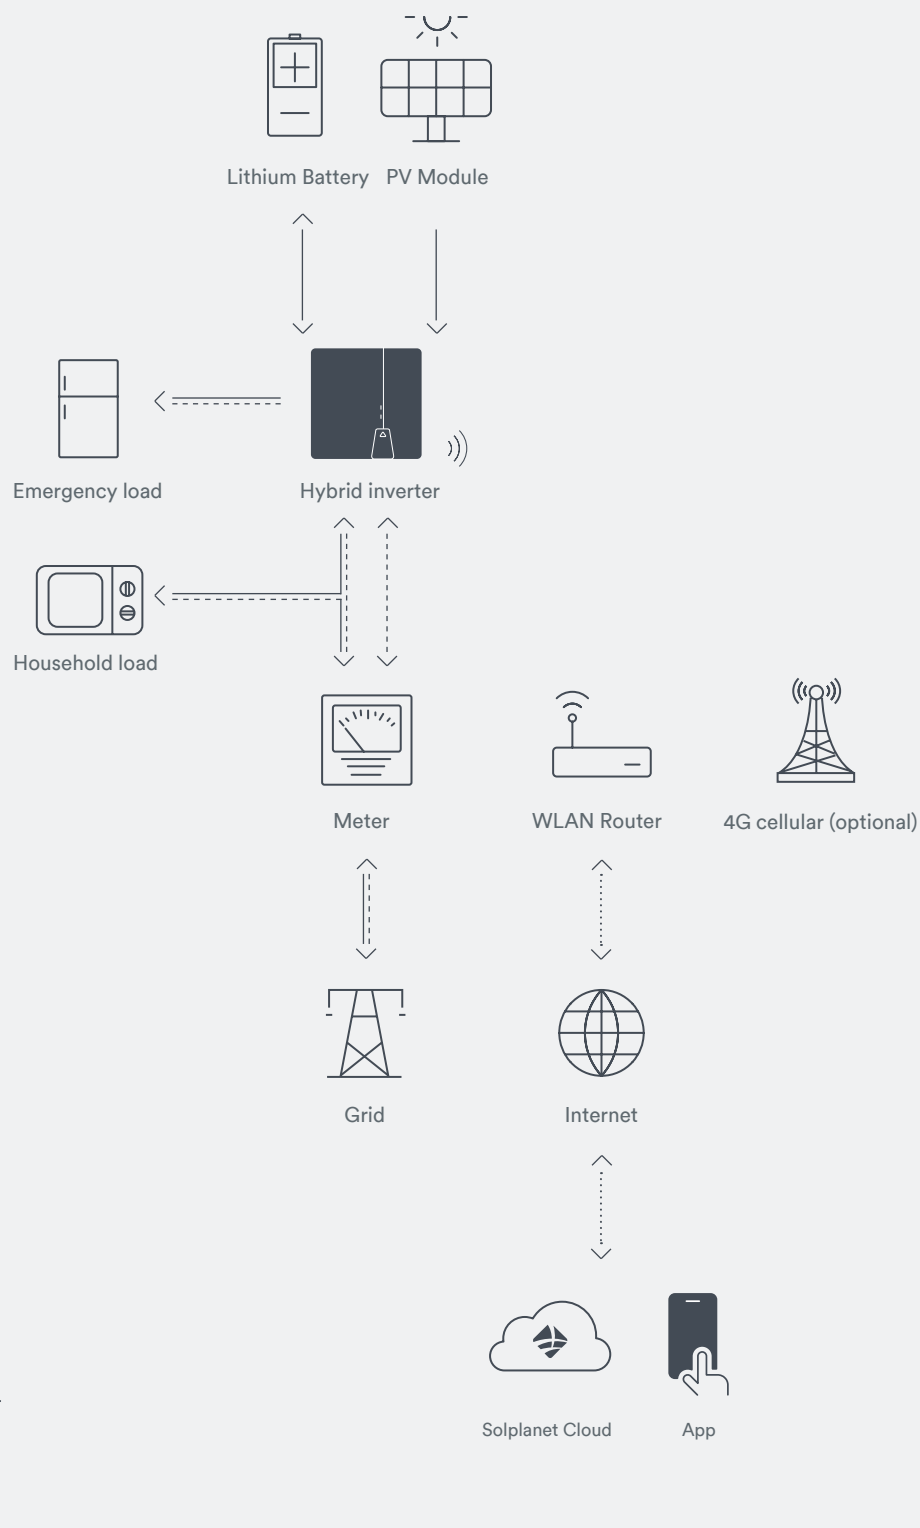 Lithium Battery
PV Module
Emergency load
Hybrid inverter
Household load
Meter
WLAN Router
4G cellular (optional)
Grid
Internet
Solplanet Cloud
App